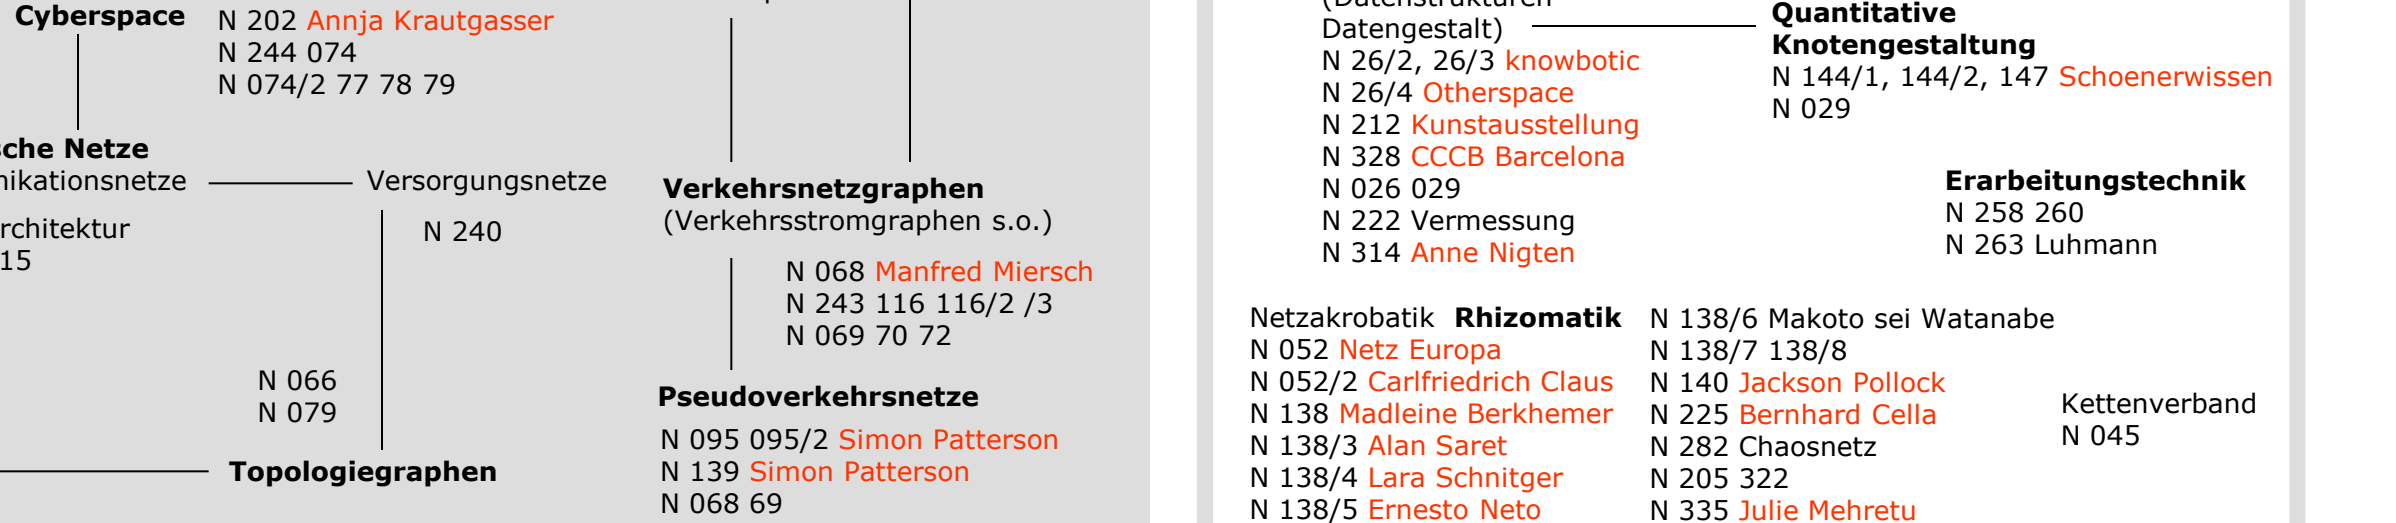 Cyberspace
N 202 Annja Krautgasser
N 244 074
N 074/2 77 78 79
sche Netze
nikationsnetze
Versorgungsnetze
rchitektur
15
N 240
N 066
N 079
Topologiegraphen
Verkehrsnetzgraphen
(Verkehrsstromgraphen s.o.)
N 068 Manfred Miersch
N 243 116 116/2 /3
N 069 70 72
Pseudoverkehrsnetze
N 095 095/2 Simon Patterson
N 139 Simon Patterson
N 068 69
(Datenstrukturen
Datengestalt)
N 26/2, 26/3 knowbotic
N 26/4 Otherspace
N 212 Kunstausstellung
N 328 CCCB Barcelona
N 026 029
N 222 Vermessung
N 314 Anne Nigten
Quantitative
Knotengestaltung
N 144/1, 144/2, 147 Schoenerwissen
N 029
Erarbeitungstechnik
N 258 260
N 263 Luhmann
Netzakrobatik Rhizomatik
N 052 Netz Europa
N 052/2 Carlfriedrich Claus
N 138 Madleine Berkhemer
N 138/3 Alan Saret
N 138/4 Lara Schnitger
N 138/5 Ernesto Neto
N 138/6 Makoto sei Watanabe
N 138/7 138/8
N 140 Jackson Pollock
N 225 Bernhard Cella
N 282 Chaosnetz
N 205 322
N 335 Julie Mehretu
Kettenverband
N 045